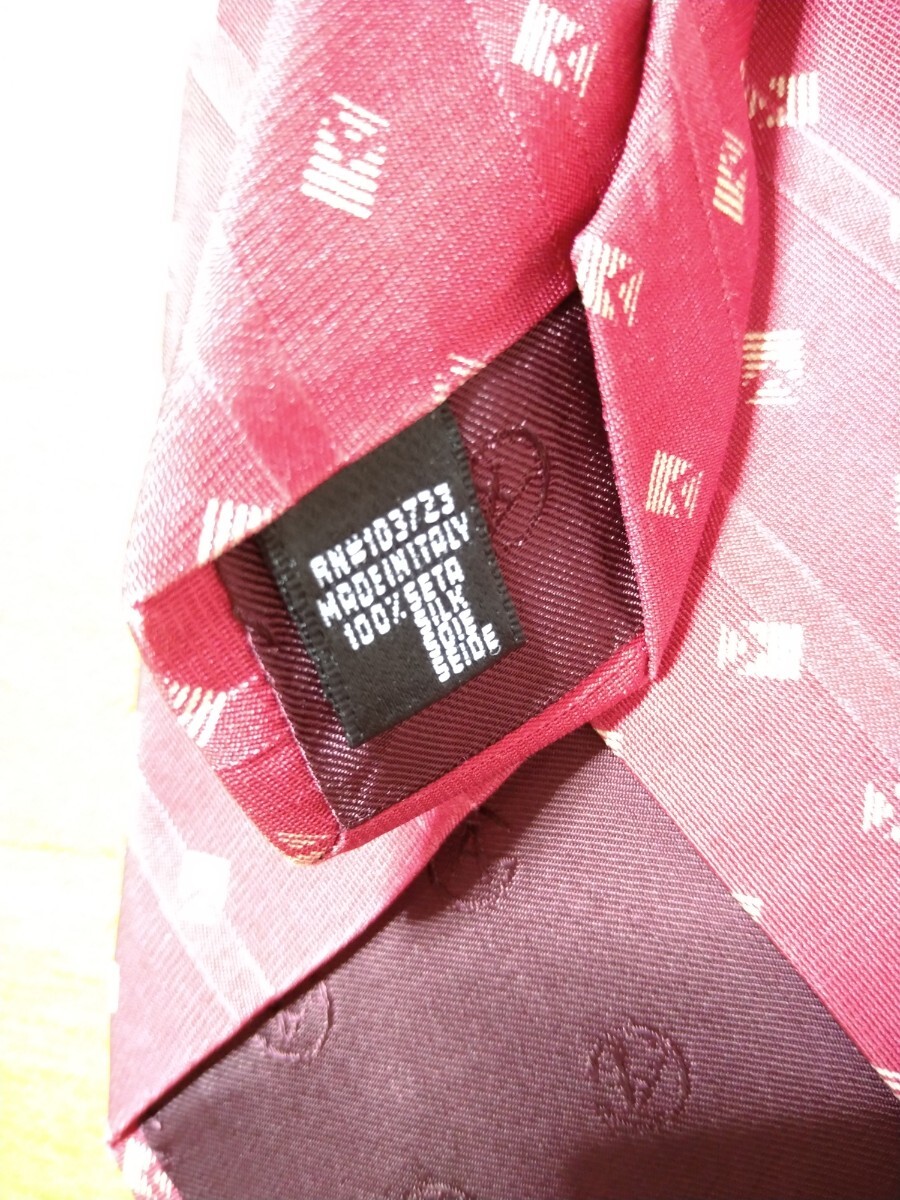 RN#103723
MADE IN ITALY
100% SETA
SILK
SOIE
SEIDE